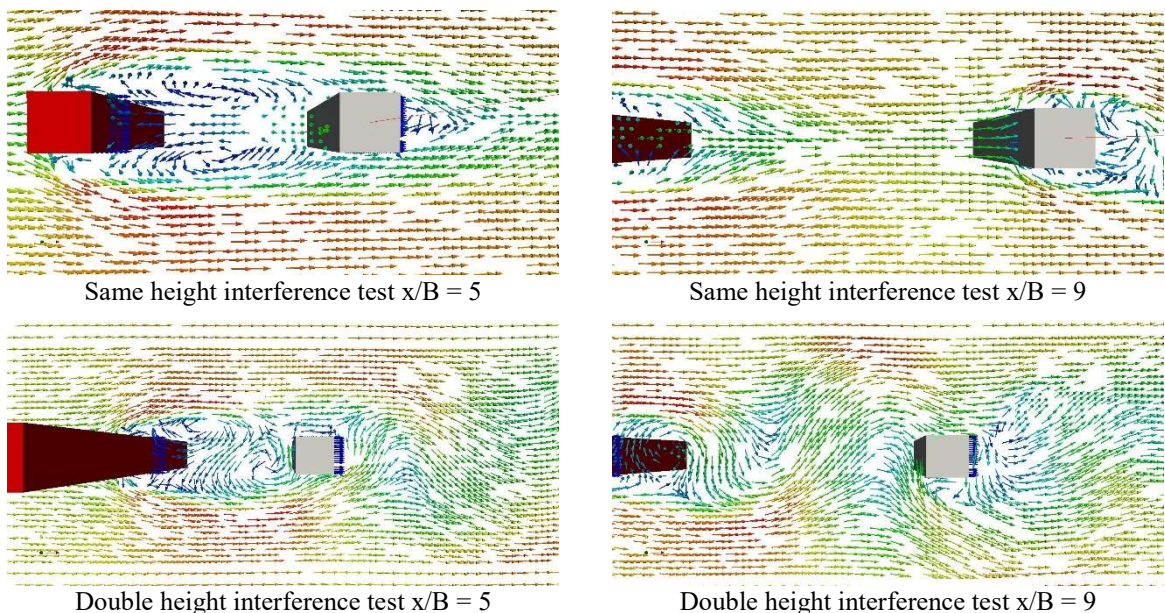 Same height interference test x/B = 5
Same height interference test x/B = 9
Double height interference test x/B = 5
Double height interference test x/B = 9